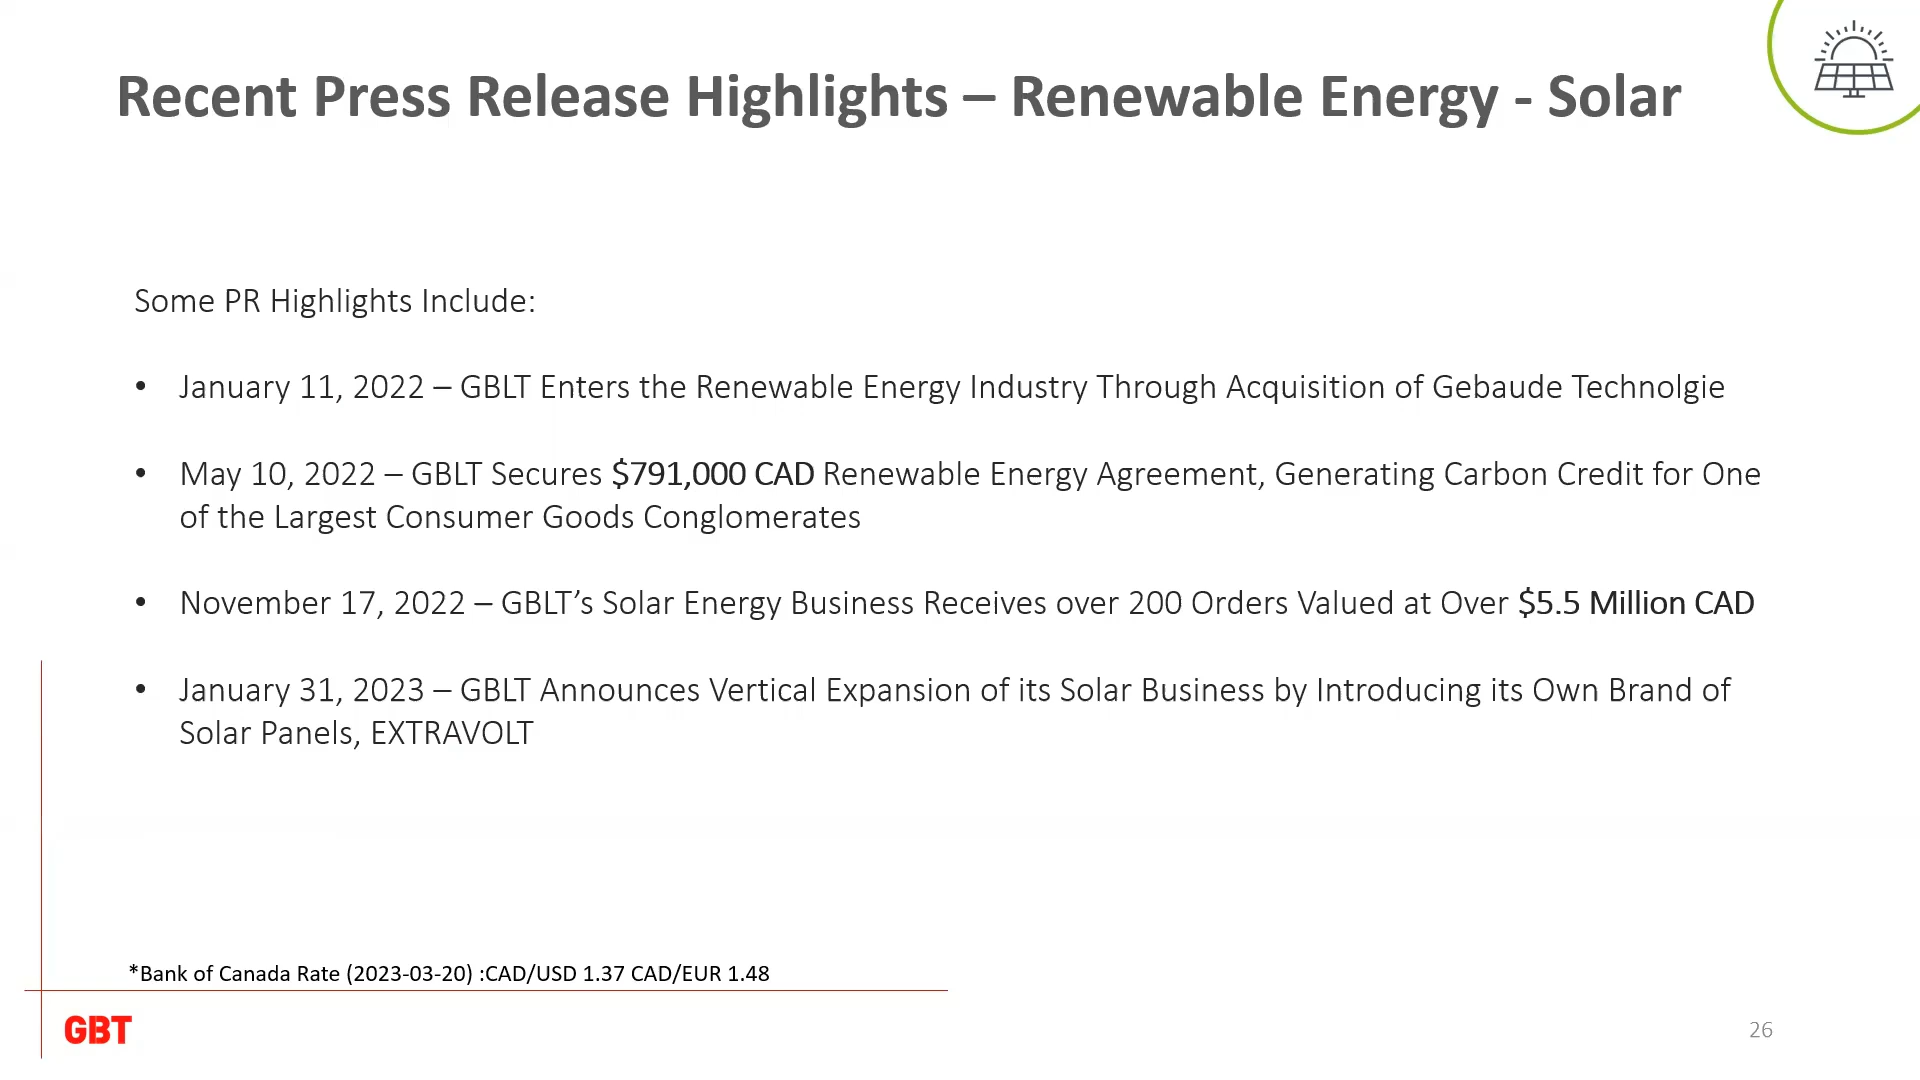 Recent Press Release Highlights – Renewable Energy - Solar
Some PR Highlights Include:
• January 11, 2022 – GBLT Enters the Renewable Energy Industry Through Acquisition of Gebaude Technolgie
• May 10, 2022 – GBLT Secures $791,000 CAD Renewable Energy Agreement, Generating Carbon Credit for One
of the Largest Consumer Goods Conglomerates
• November 17, 2022 – GBLT’s Solar Energy Business Receives over 200 Orders Valued at Over $5.5 Million CAD
• January 31, 2023 – GBLT Announces Vertical Expansion of its Solar Business by Introducing its Own Brand of
Solar Panels, EXTRAVOLT
*Bank of Canada Rate (2023-03-20) :CAD/USD 1.37 CAD/EUR 1.48
GBT
26